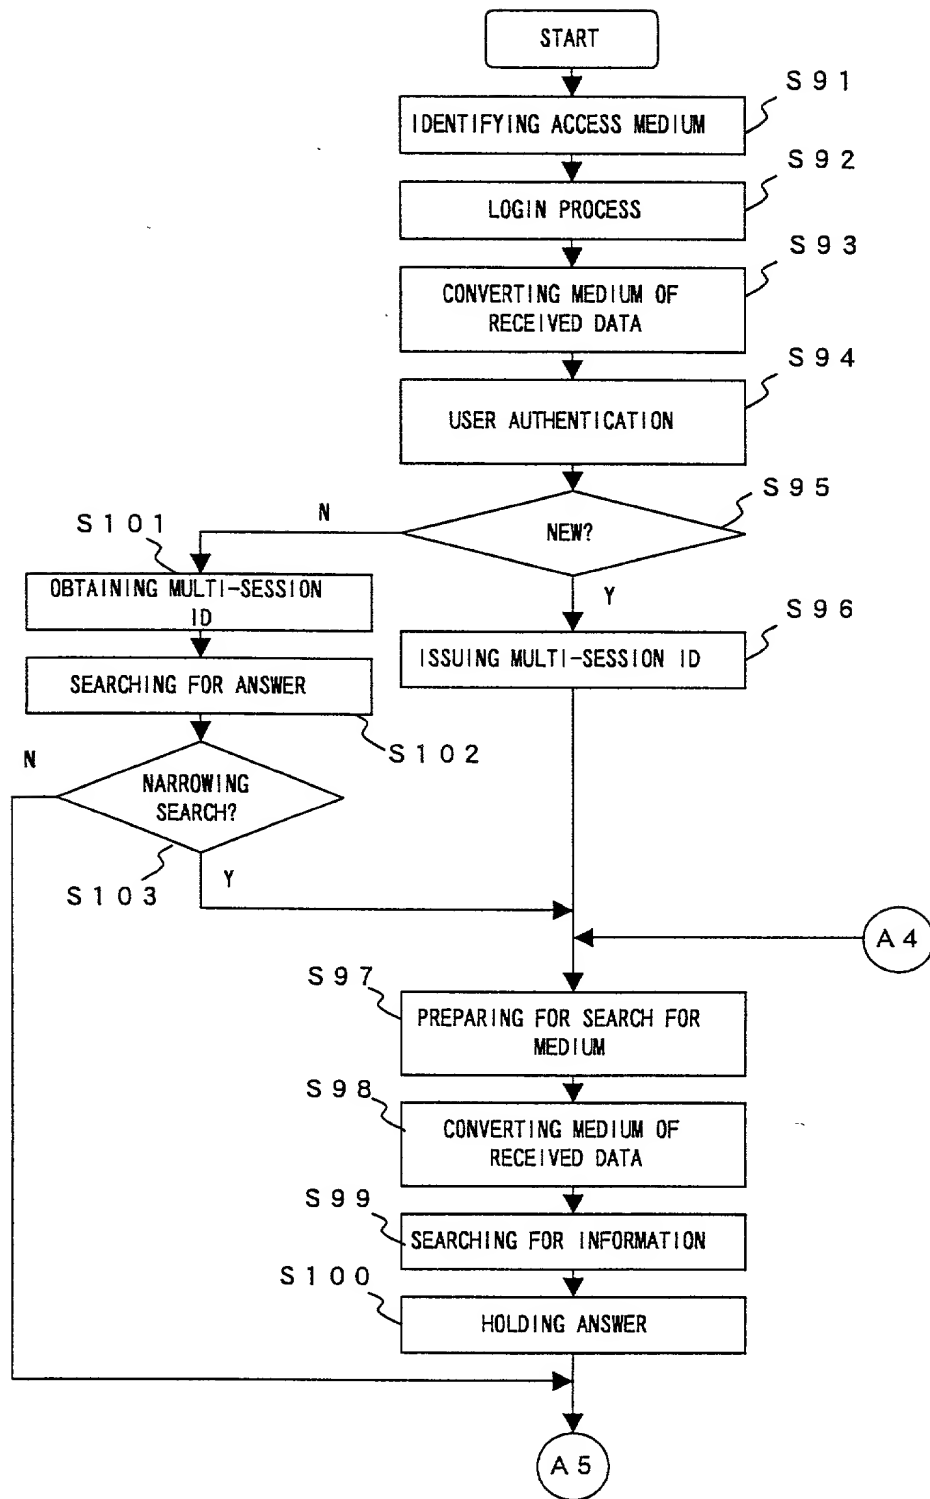 START
S91
IDENTIFYING ACCESS MEDIUM
S92
LOGIN PROCESS
S93
CONVERTING MEDIUM OF
RECEIVED DATA
S94
USER AUTHENTICATION
S95
NEW?
N
Y
S101
OBTAINING MULTI-SESSION
ID
S96
ISSUING MULTI-SESSION ID
SEARCHING FOR ANSWER
S102
N
NARROWING
SEARCH?
S103
Y
A4
S97
PREPARING FOR SEARCH FOR
MEDIUM
S98
CONVERTING MEDIUM OF
RECEIVED DATA
S99
SEARCHING FOR INFORMATION
S100
HOLDING ANSWER
A5